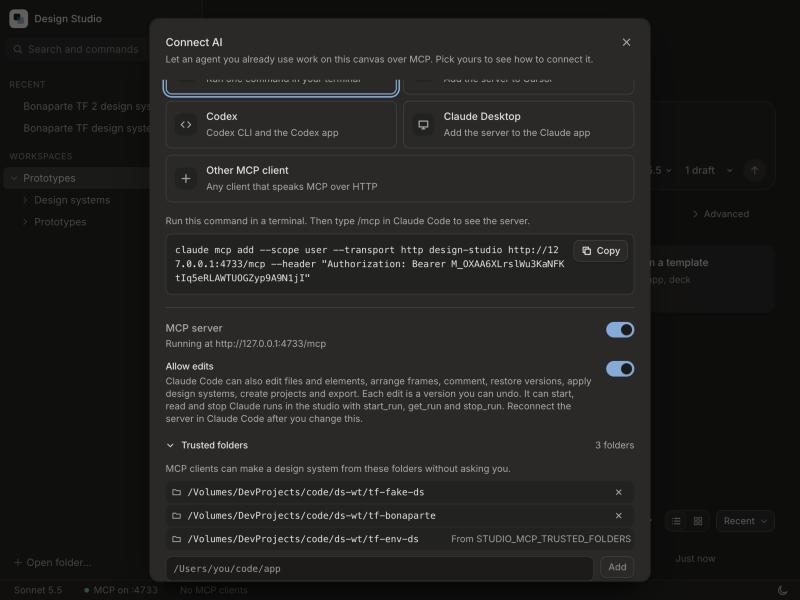 Design Studio
Search and commands
RECENT
Bonaparte TF 2 design sys
Bonaparte TF design syste
WORKSPACES
Prototypes
Design systems
Prototypes
Open folder...
Connect AI
Let an agent you already use work on this canvas over MCP. Pick yours to see how to connect it.
Run one command in your terminal
Add the server to Cursor
Codex
Codex CLI and the Codex app
Claude Desktop
Add the server to the Claude app
Other MCP client
Any client that speaks MCP over HTTP
Run this command in a terminal. Then type /mcp in Claude Code to see the server.
claude mcp add --scope user --transport http design-studio http://12
7.0.0.1:4733/mcp --header "Authorization: Bearer M_OXAA6XLrslWu3KaNFK
tIq5eRLAWTUOGZyp9A9N1jI"
Copy
MCP server
Running at http://127.0.0.1:4733/mcp
Allow edits
Claude Code can also edit files and elements, arrange frames, comment, restore versions, apply
design systems, create projects and export. Each edit is a version you can undo. It can start,
read and stop Claude runs in the studio with start_run, get_run and stop_run. Reconnect the
server in Claude Code after you change this.
Trusted folders
3 folders
MCP clients can make a design system from these folders without asking you.
/Volumes/DevProjects/code/ds-wt/tf-fake-ds
/Volumes/DevProjects/code/ds-wt/tf-bonaparte
/Volumes/DevProjects/code/ds-wt/tf-env-ds
From STUDIO_MCP_TRUSTED_FOLDERS
/Users/you/code/app
Add
5.5
1 draft
Advanced
a template
app, deck
Recent
Just now
Sonnet 5.5
MCP on :4733
No MCP clients